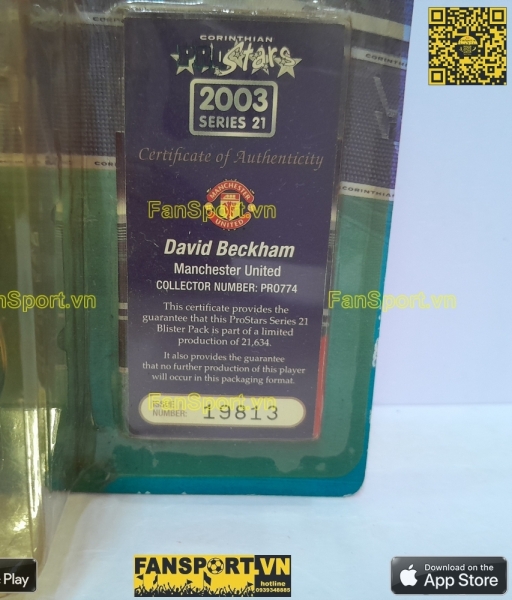 CORINTHIAN
PROStars
2003
SERIES 21
Certificate of Authenticity
MANCHESTER
UNITED
FanSport.vn
David Beckham
Manchester United
COLLECTOR NUMBER: PRO774
This certificate provides the
guarantee that this ProStars Series 21
Blister Pack is part of a limited
production of 21,634.
FanSport.vn
FanSport.vn
It also provides the guarantee
that no further production of this player
will occur in this packaging format.
FanSport.vn
NUMBER:
19813
CORINTHIAN
Play
FANSPORT.VN
hotline
0939346885
Download on the
App Store